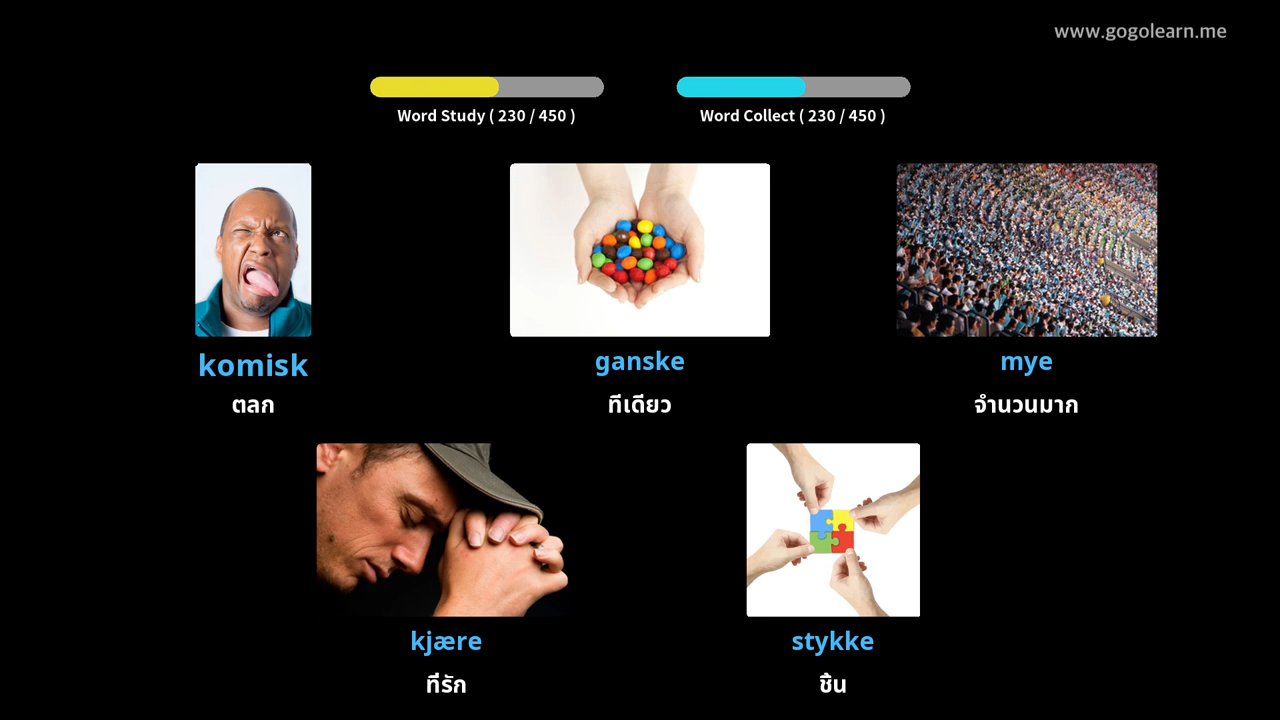 www.gogolearn.me
Word Study ( 230 / 450 )
Word Collect ( 230 / 450 )
komisk
ตลก
ganske
ทีเดียว
mye
จำนวนมาก
kjære
ที่รัก
stykke
ชิ้น